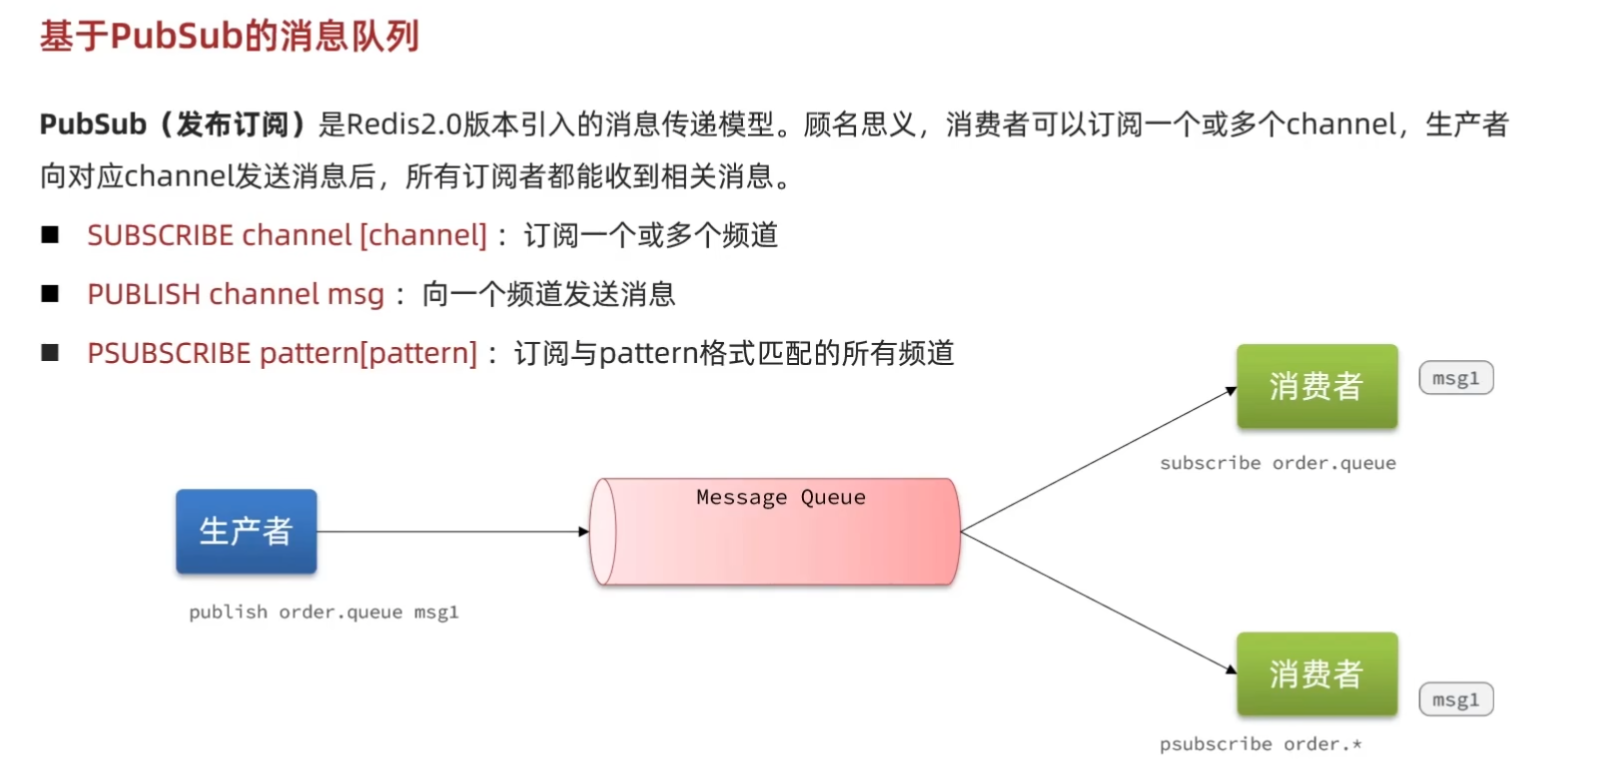 基于PubSub的消息队列
PubSub（发布订阅）是Redis2.0版本引入的消息传递模型。顾名思义，消费者可以订阅一个或多个channel，生产者
向对应channel发送消息后，所有订阅者都能收到相关消息。
SUBSCRIBE channel [channel]：订阅一个或多个频道
PUBLISH channel msg：向一个频道发送消息
PSUBSCRIBE pattern[pattern]：订阅与pattern格式匹配的所有频道
消费者
msg1
subscribe order.queue
Message Queue
生产者
publish order.queue msg1
消费者
msg1
psubscribe order.*